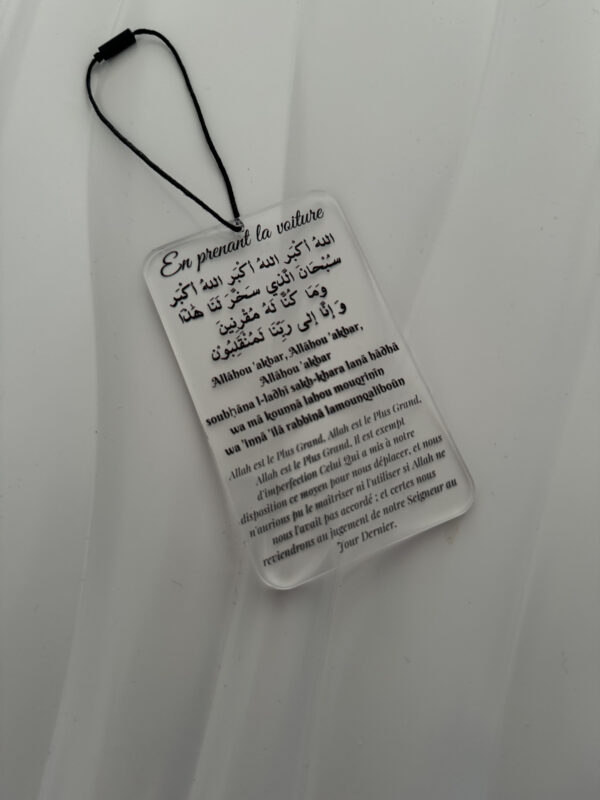 En prenant la voiture
اللهُ أَكْبَر اللهُ أَكْبَر اللهُ أَكْبَر
سُبْحَانَ الَّذِي سَخَّرَ لَنَا هَٰذَا
وَمَا كُنَّا لَهُ مُقْرِنِينَ
وَ إِنَّا إِلَى رَبِّنَا لَمُنْقَلِبُوْن
Allâhou 'akbar, Allâhou 'akbar,
Allâhou 'akbar
soubḥâna l-ladhî sakh-khara lanâ hâdhâ
wa mâ kounnâ lahou mouqrinîn
wa 'innâ 'ilâ rabbinâ lamounqaliboûn
Allah est le Plus Grand, Allah est le Plus Grand,
Allah est le Plus Grand. Il est exempt
d'imperfection Celui Qui a mis à notre
disposition ce moyen pour nous déplacer, et nous
n'aurions pu le maîtriser ni l'utiliser si Allah ne
nous l'avait pas accordé ; et certes nous
reviendrons au jugement de notre Seigneur au
Jour Dernier.